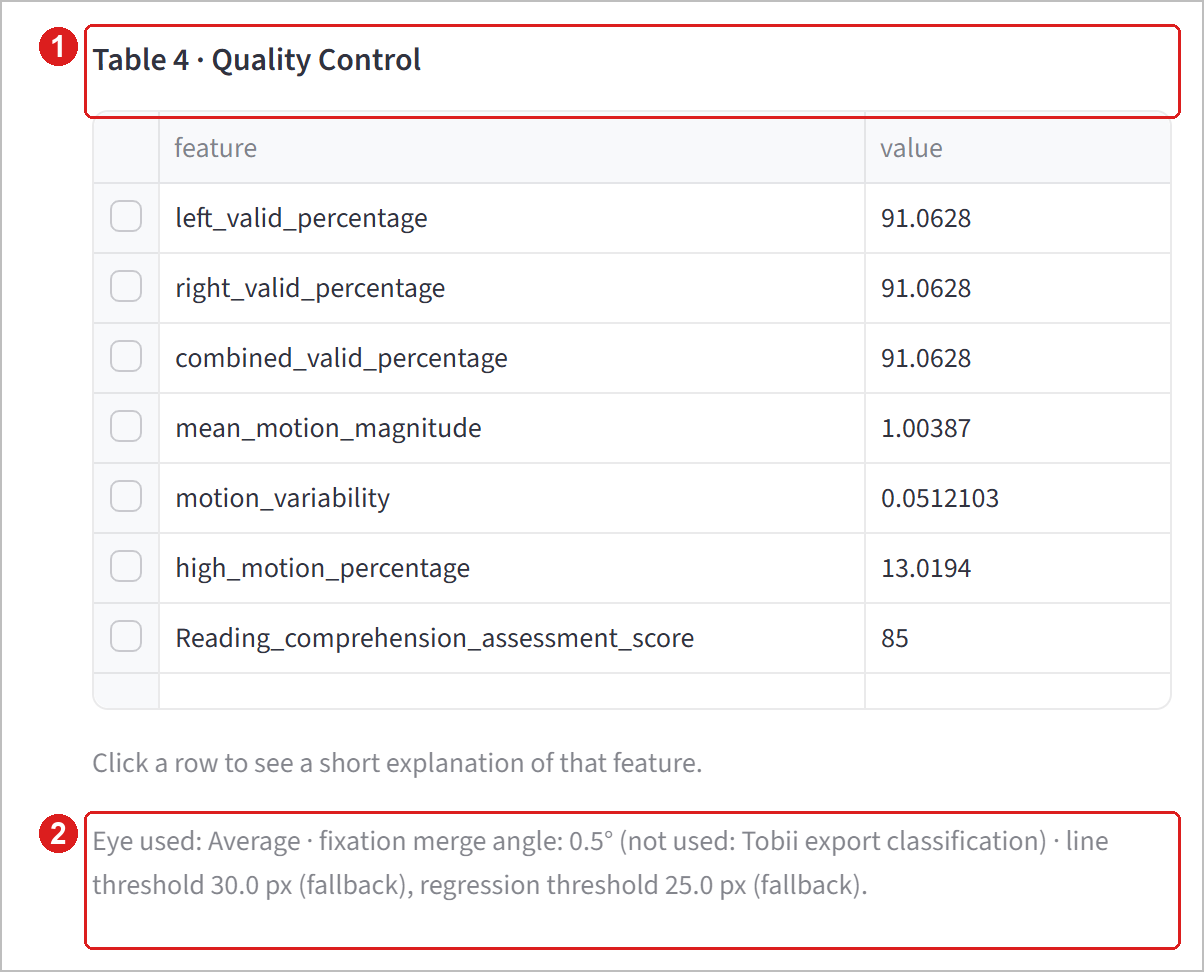 1
Table 4 · Quality Control
feature value
left_valid_percentage 91.0628
right_valid_percentage 91.0628
combined_valid_percentage 91.0628
mean_motion_magnitude 1.00387
motion_variability 0.0512103
high_motion_percentage 13.0194
Reading_comprehension_assessment_score 85
Click a row to see a short explanation of that feature.
2
Eye used: Average · fixation merge angle: 0.5° (not used: Tobii export classification) · line
threshold 30.0 px (fallback), regression threshold 25.0 px (fallback).